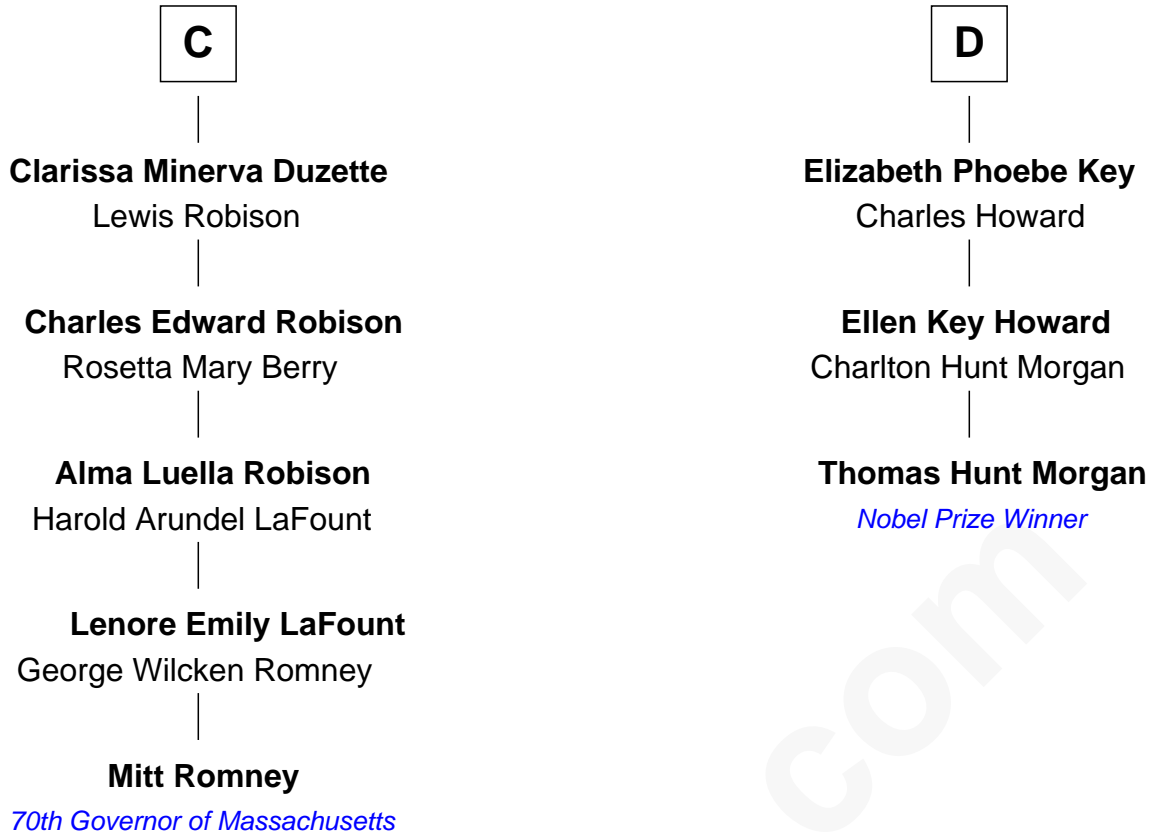 C
Clarissa Minerva Duzette
Lewis Robison
Charles Edward Robison
Rosetta Mary Berry
Alma Luella Robison
Harold Arundel LaFount
Lenore Emily LaFount
George Wilcken Romney
Mitt Romney
70th Governor of Massachusetts
D
Elizabeth Phoebe Key
Charles Howard
Ellen Key Howard
Charlton Hunt Morgan
Thomas Hunt Morgan
Nobel Prize Winner
com